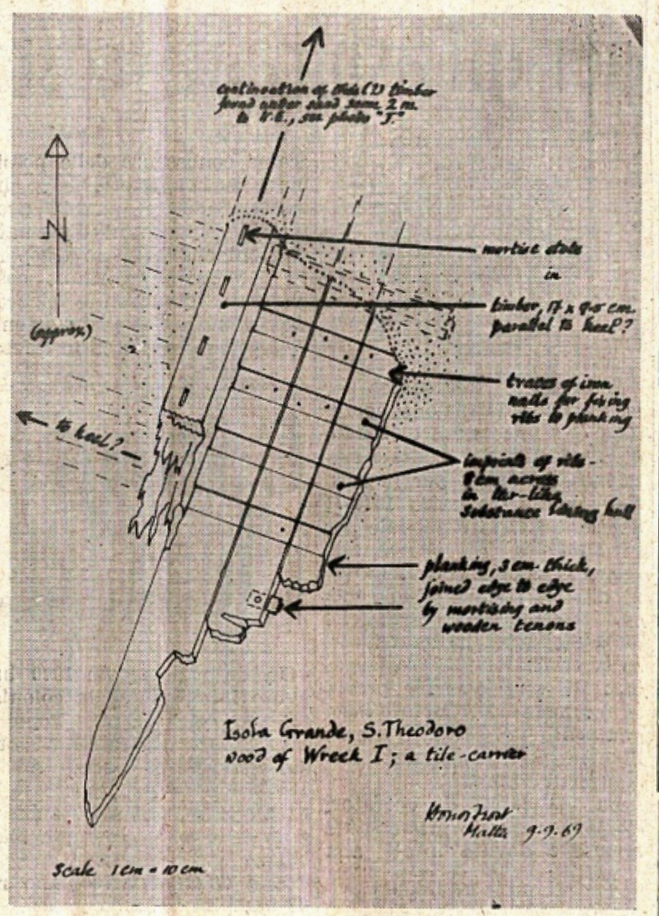 continuation of this (?) timber
found under sand some 2 m.
to N.E., see photo "J."
N
(approx)
mortise slots
in
timber, 17 x 9.5 cm.
parallel to keel?
traces of iron
nails for fixing
ribs to planking
to keel?
imprints of ribs -
8 cm across
in tar-like
substance lining hull
planking, 3 cm. thick,
joined edge to edge
by mortising and
wooden tenons
Isola Grande, S. Theodoro
wood of Wreck I; a tile-carrier
Honor Frost
Malta 9.9.69
Scale 1 cm = 10 cm